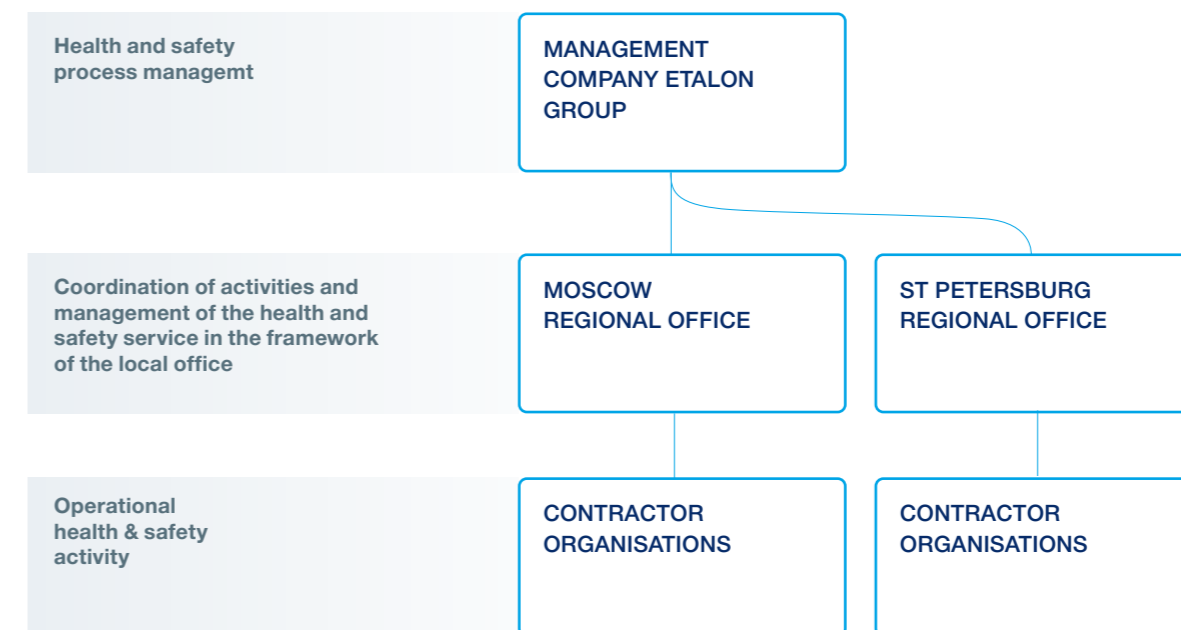 Health and safety
process managemt
MANAGEMENT
COMPANY ETALON
GROUP
Coordination of activities and
management of the health and
safety service in the framework
of the local office
MOSCOW
REGIONAL OFFICE
ST PETERSBURG
REGIONAL OFFICE
Operational
health & safety
activity
CONTRACTOR
ORGANISATIONS
CONTRACTOR
ORGANISATIONS